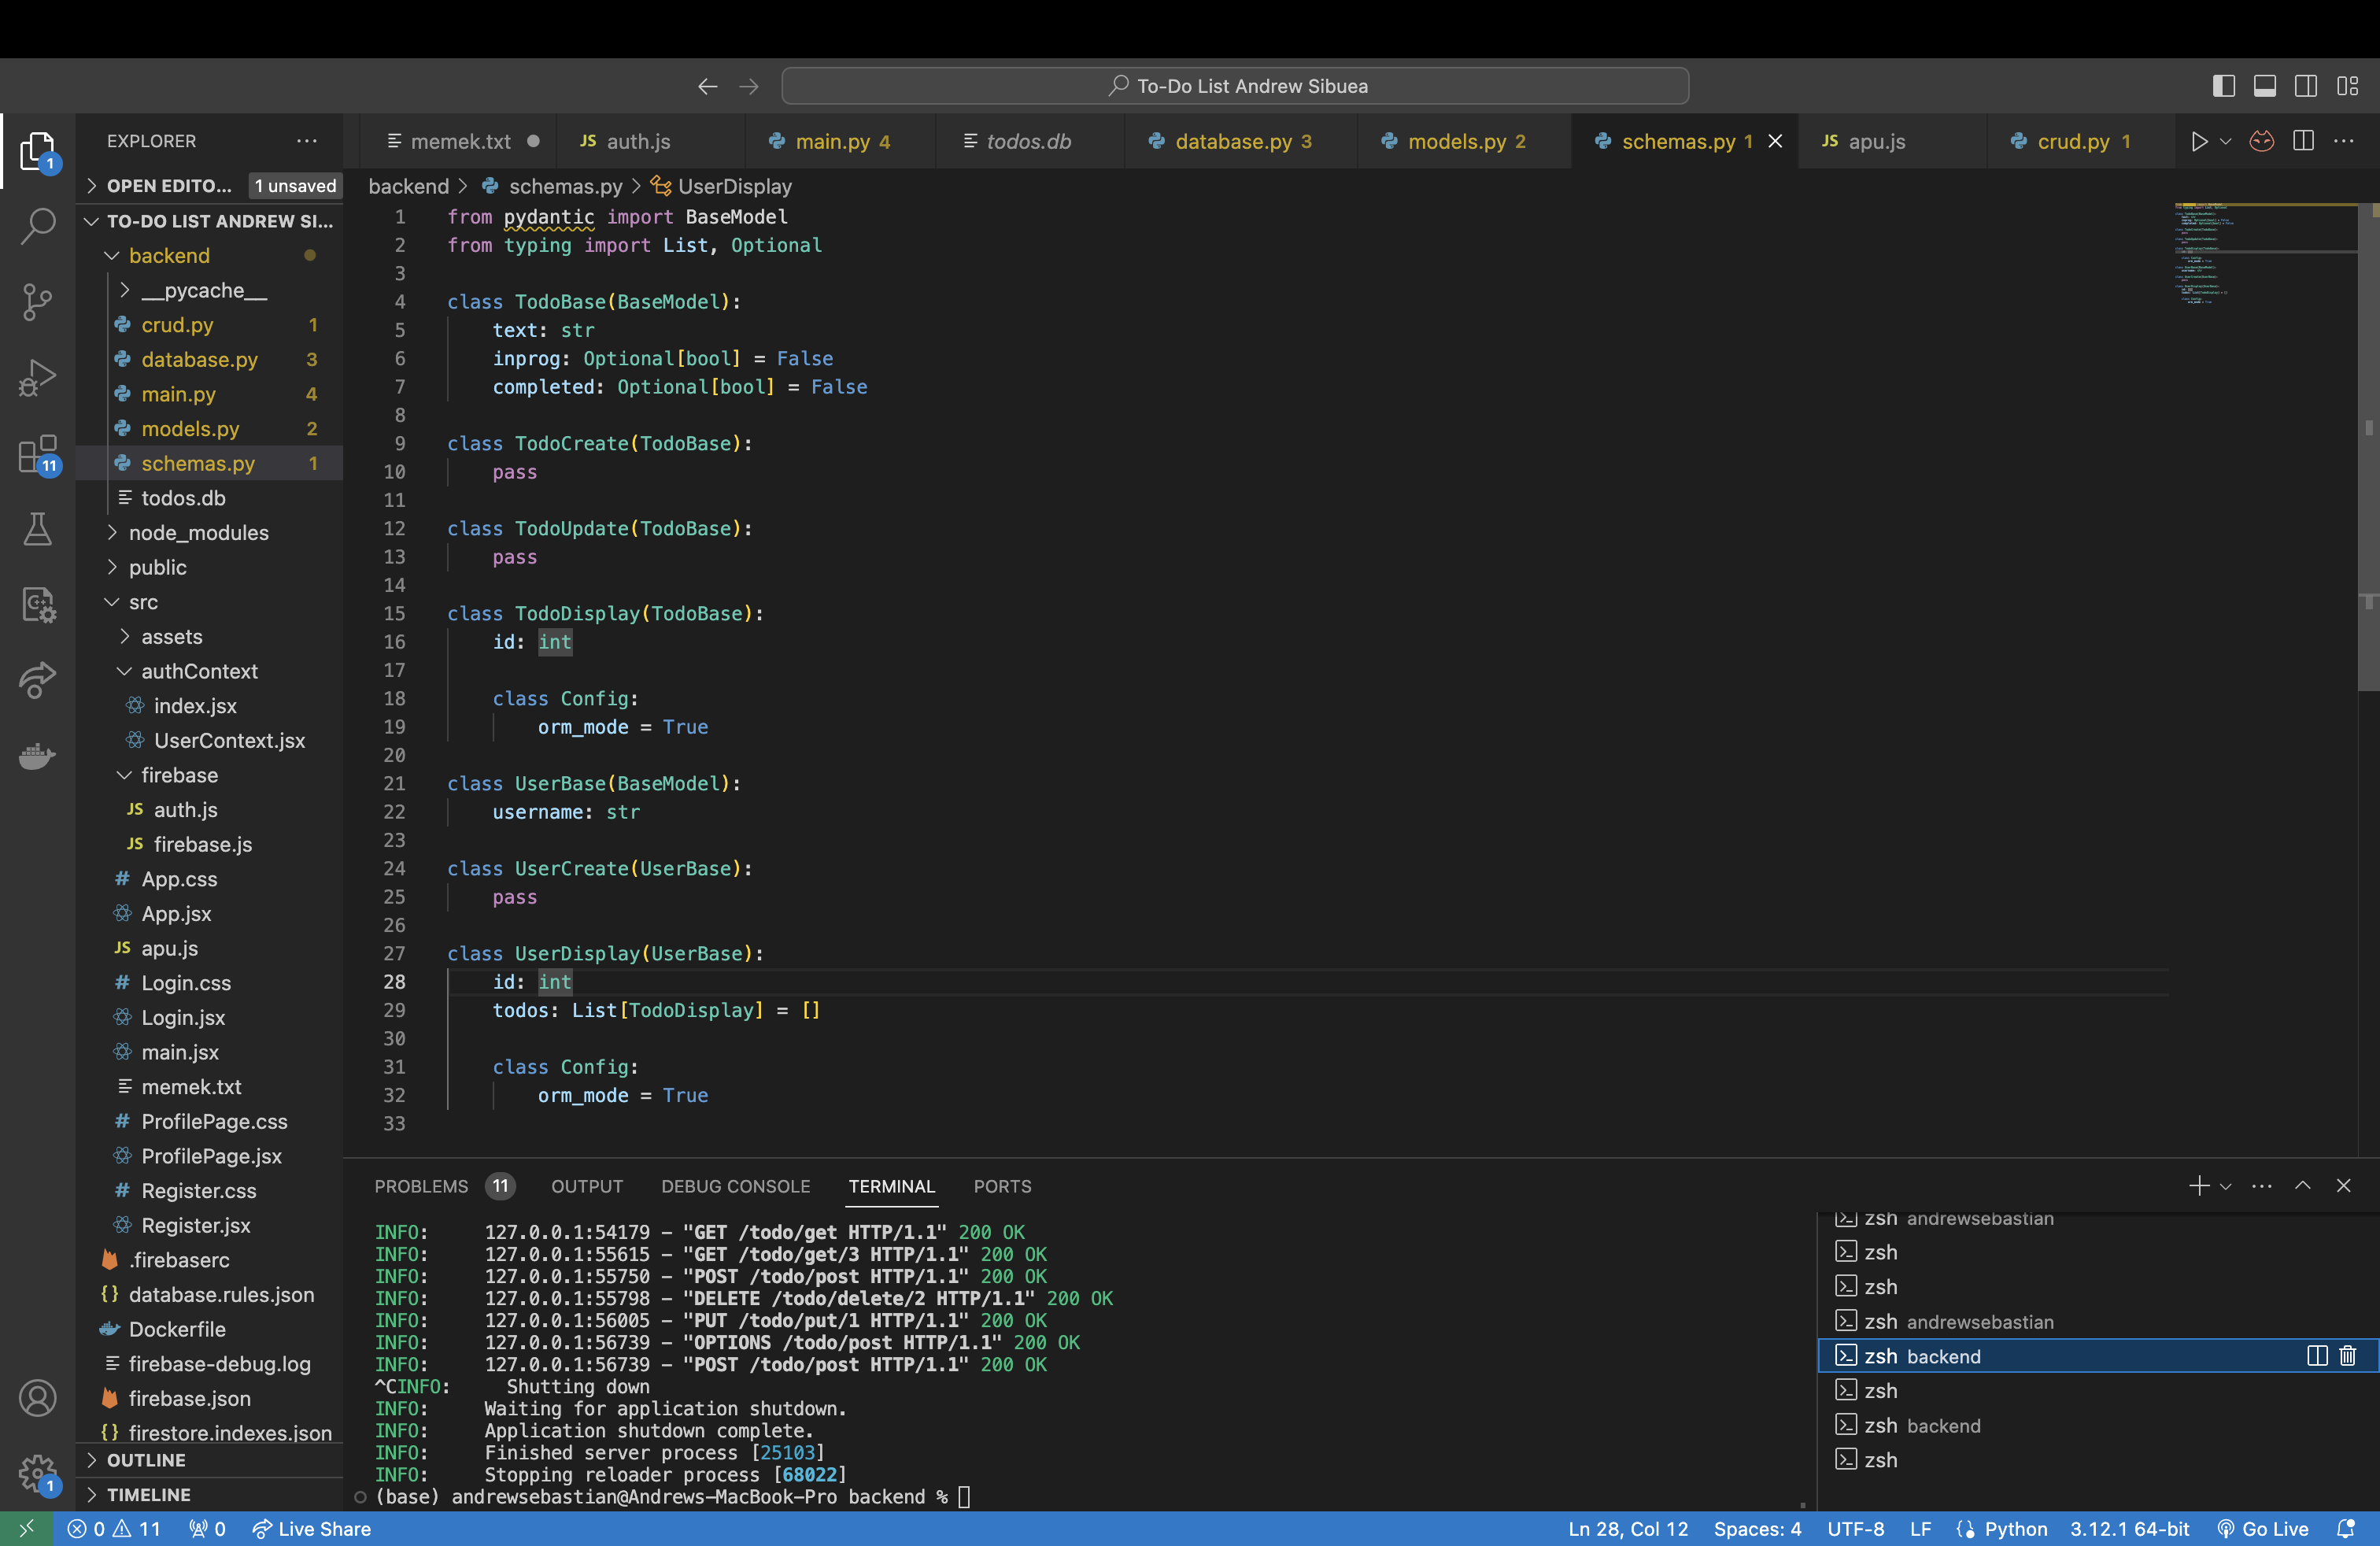 To-Do List Andrew Sibuea
EXPLORER
memek.txt
JS auth.js
main.py 4
todos.db
database.py 3
models.py 2
schemas.py 1
JS apu.js
crud.py 1
OPEN EDITO... 1 unsaved
TO-DO LIST ANDREW SI...
backend
__pycache__
crud.py 1
database.py 3
main.py 4
models.py 2
schemas.py 1
todos.db
node_modules
public
src
assets
authContext
index.jsx
UserContext.jsx
firebase
JS auth.js
JS firebase.js
# App.css
App.jsx
JS apu.js
# Login.css
Login.jsx
main.jsx
memek.txt
# ProfilePage.css
ProfilePage.jsx
# Register.css
Register.jsx
.firebaserc
{} database.rules.json
Dockerfile
firebase-debug.log
firebase.json
{} firestore.indexes.json
OUTLINE
TIMELINE
1
11
1
backend > schemas.py > UserDisplay
1 from pydantic import BaseModel
2 from typing import List, Optional
3
4 class TodoBase(BaseModel):
5 text: str
6 inprog: Optional[bool] = False
7 completed: Optional[bool] = False
8
9 class TodoCreate(TodoBase):
10 pass
11
12 class TodoUpdate(TodoBase):
13 pass
14
15 class TodoDisplay(TodoBase):
16 id: int
17
18 class Config:
19 orm_mode = True
20
21 class UserBase(BaseModel):
22 username: str
23
24 class UserCreate(UserBase):
25 pass
26
27 class UserDisplay(UserBase):
28 id: int
29 todos: List[TodoDisplay] = []
30
31 class Config:
32 orm_mode = True
33
PROBLEMS 11 OUTPUT DEBUG CONSOLE TERMINAL PORTS
INFO: 127.0.0.1:54179 - "GET /todo/get HTTP/1.1" 200 OK
INFO: 127.0.0.1:55615 - "GET /todo/get/3 HTTP/1.1" 200 OK
INFO: 127.0.0.1:55750 - "POST /todo/post HTTP/1.1" 200 OK
INFO: 127.0.0.1:55798 - "DELETE /todo/delete/2 HTTP/1.1" 200 OK
INFO: 127.0.0.1:56005 - "PUT /todo/put/1 HTTP/1.1" 200 OK
INFO: 127.0.0.1:56739 - "OPTIONS /todo/post HTTP/1.1" 200 OK
INFO: 127.0.0.1:56739 - "POST /todo/post HTTP/1.1" 200 OK
^CINFO: Shutting down
INFO: Waiting for application shutdown.
INFO: Application shutdown complete.
INFO: Finished server process [25103]
INFO: Stopping reloader process [68022]
(base) andrewsebastian@Andrews-MacBook-Pro backend %
zsh andrewsebastian
zsh
zsh
zsh andrewsebastian
zsh backend
zsh
zsh backend
zsh
0 11 0 Live Share
Ln 28, Col 12 Spaces: 4 UTF-8 LF Python 3.12.1 64-bit Go Live